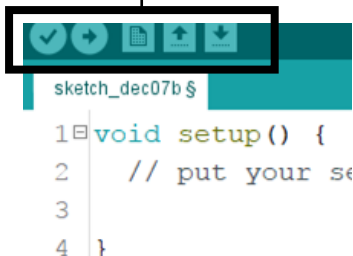 sketch_dec07b §
1 void setup() {
2 // put your se
3
4 }